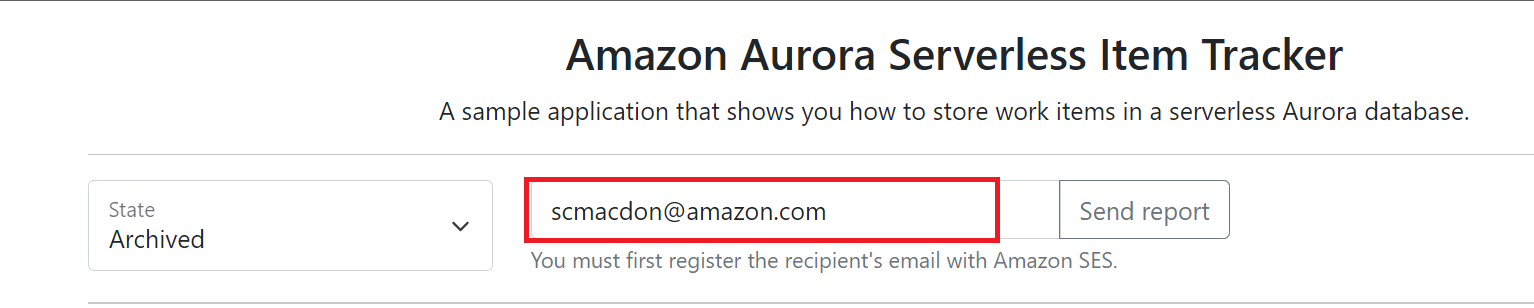 Amazon Aurora Serverless Item Tracker
A sample application that shows you how to store work items in a serverless Aurora database.
State
Archived
scmacdon@amazon.com
Send report
You must first register the recipient's email with Amazon SES.